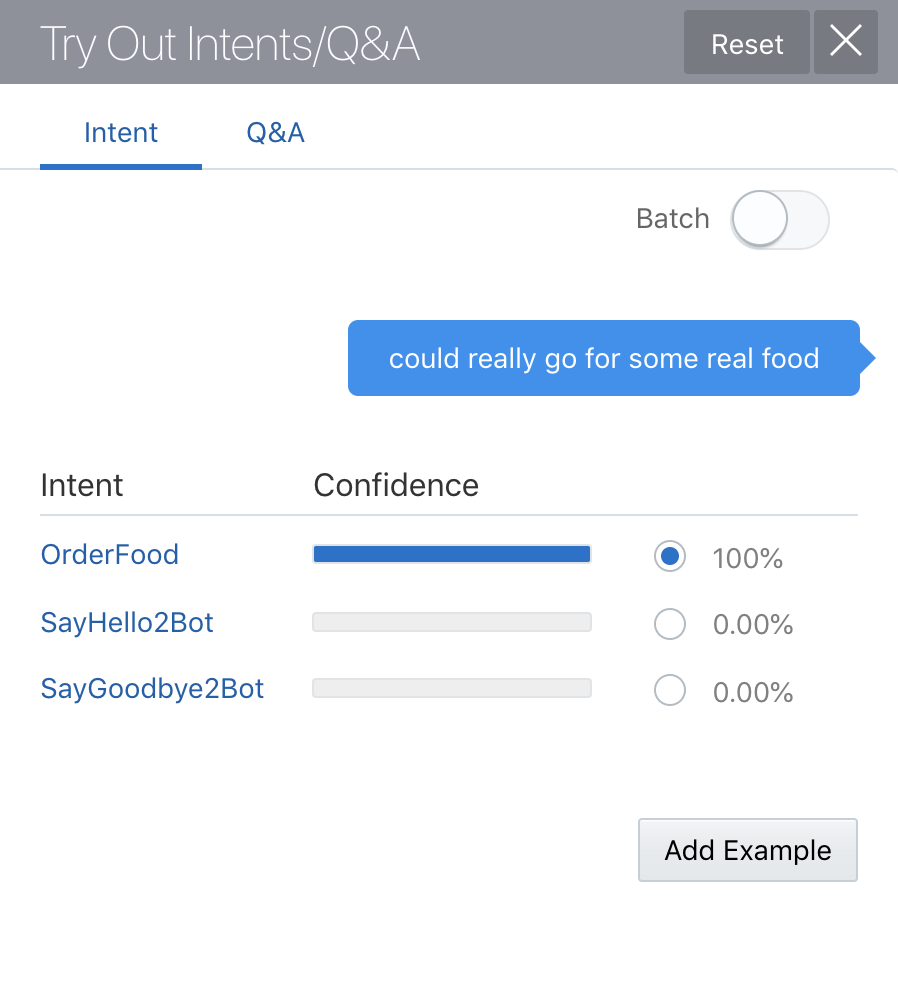 Try Out Intents/Q&A
Reset
Intent Q&A
Batch
could really go for some real food
Intent Confidence
OrderFood 100%
SayHello2Bot 0.00%
SayGoodbye2Bot 0.00%
Add Example